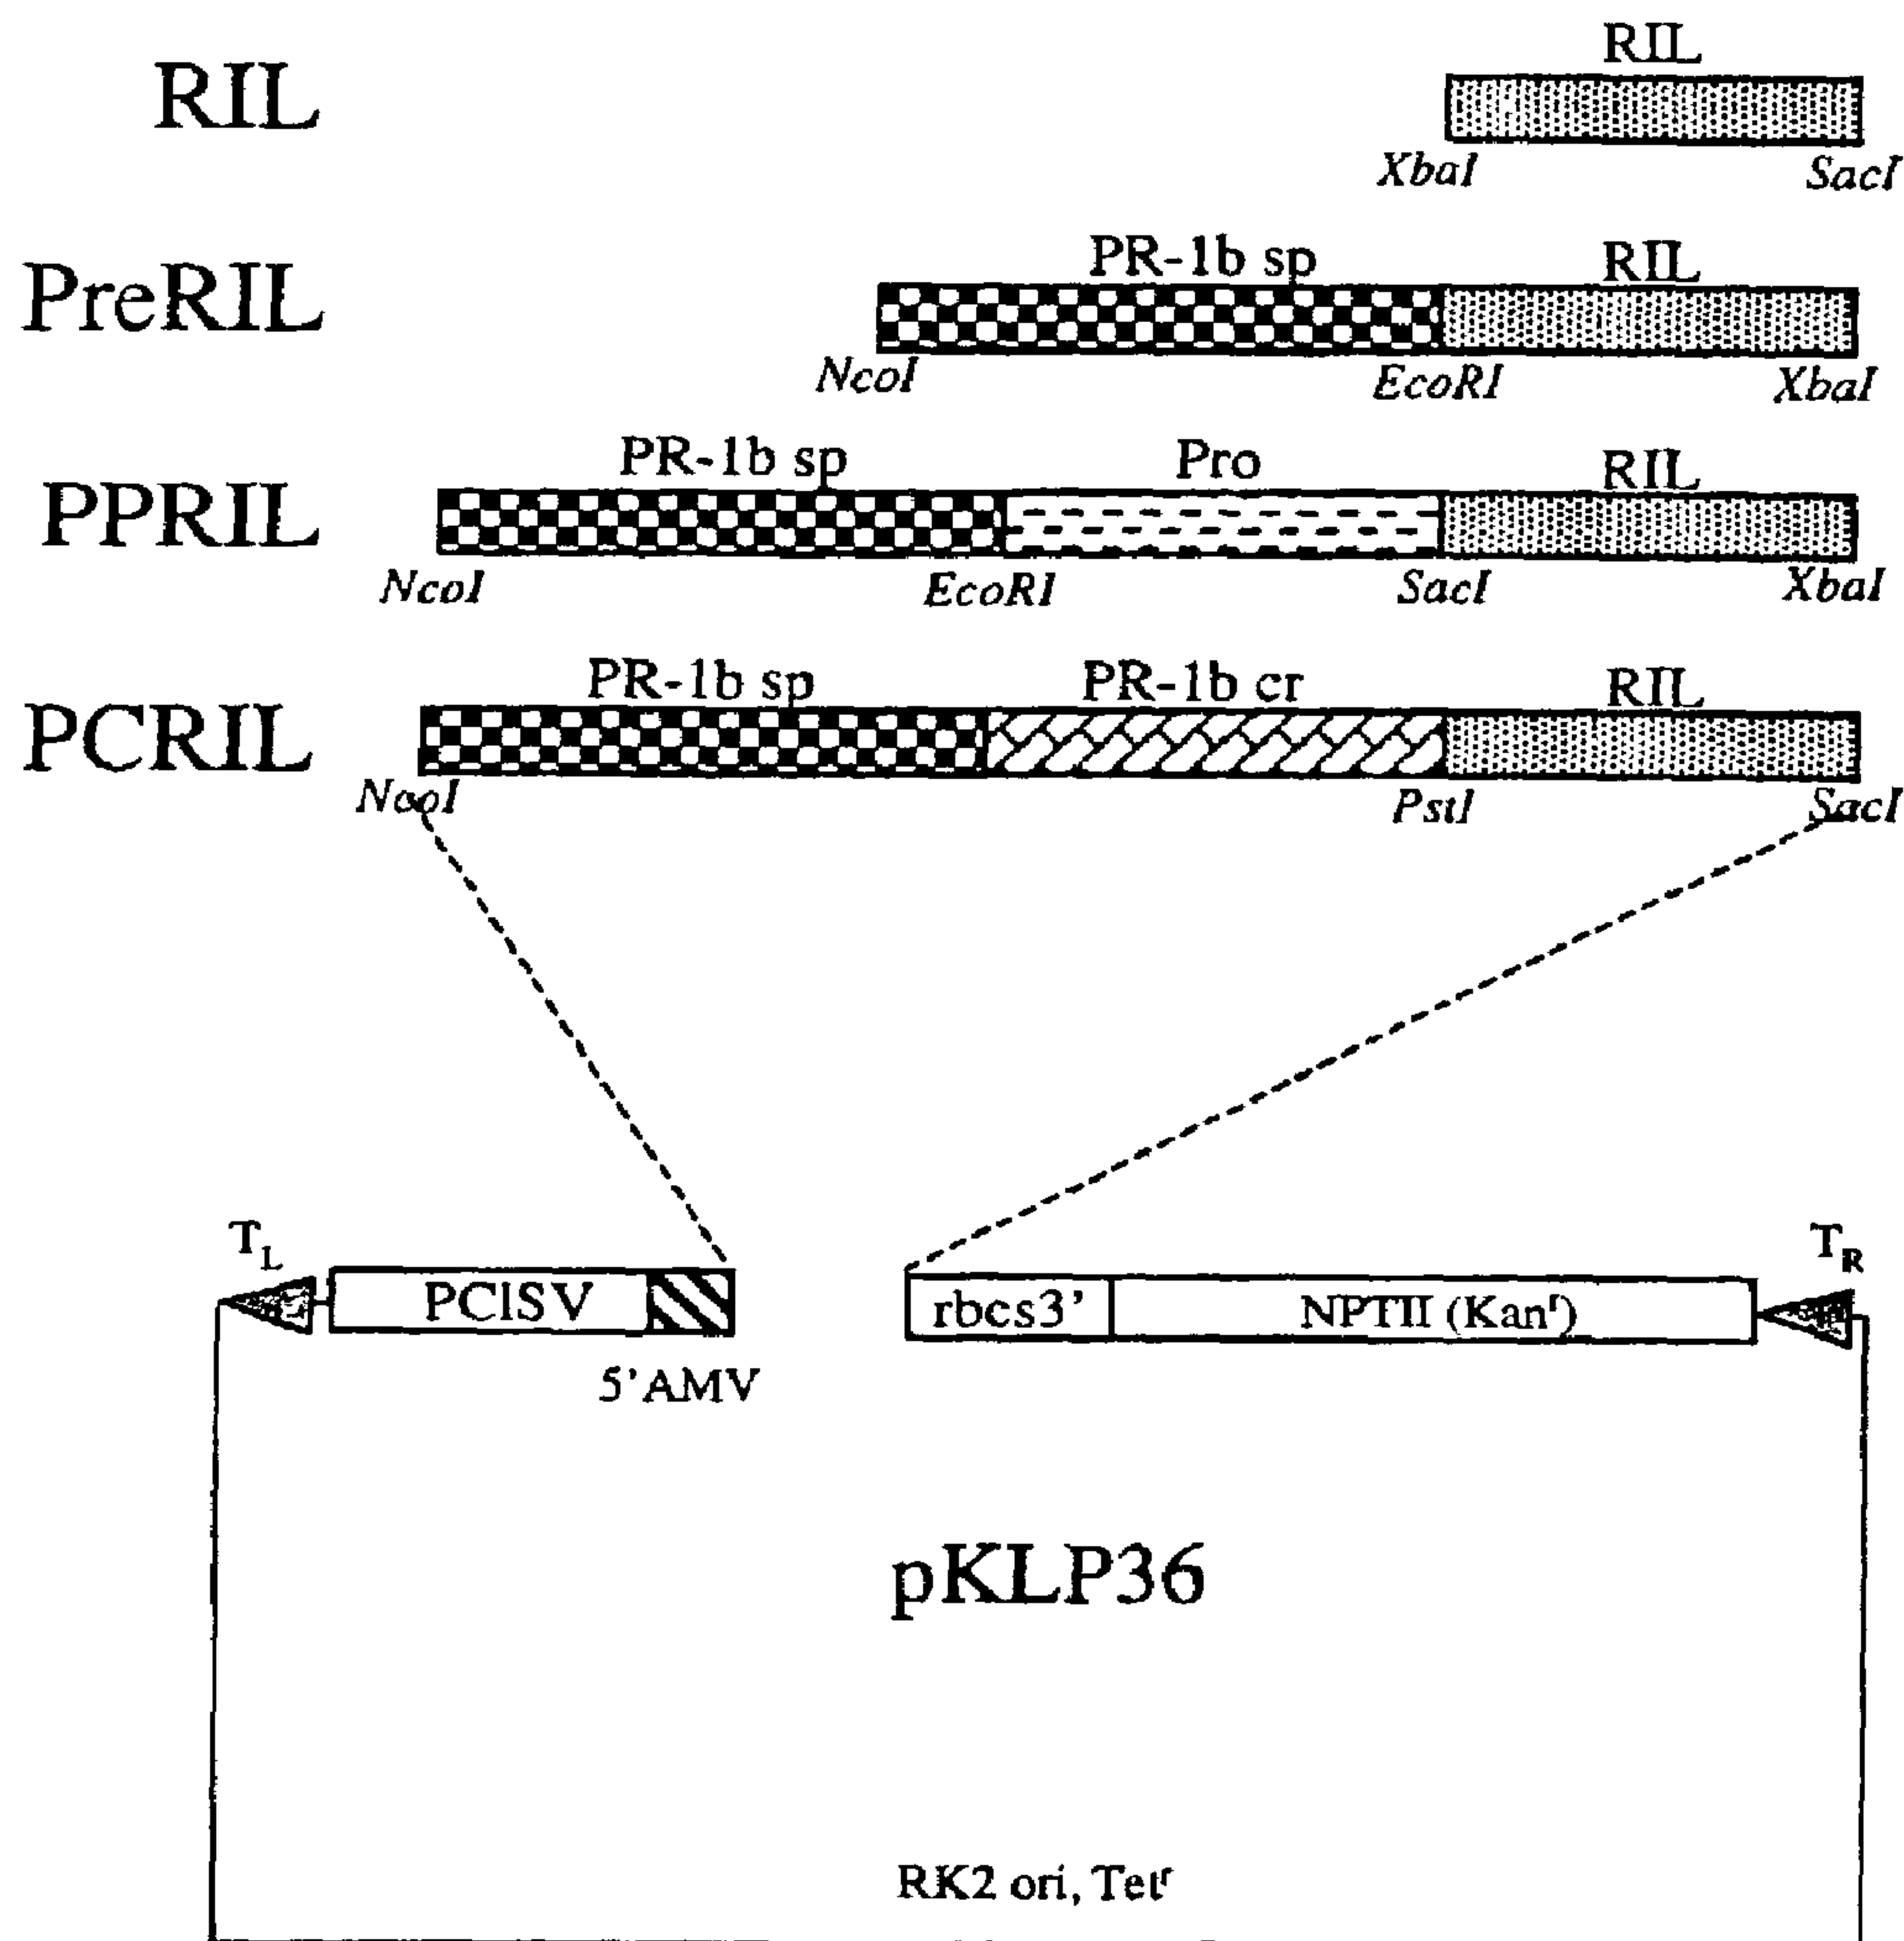 RIL
RIL
XbaI SacI
PR-1b sp RIL
PreRIL
NcoI EcoRI XbaI
PR-1b sp Pro RIL
PPRIL
NcoI EcoRI SacI XbaI
PR-1b sp PR-1b cr RIL
PCRIL
NcoI PstI SacI
TL TR
PClSV rbcs3' NPTII (Kanr)
5'AMV
pKLP36
RK2 ori, Tetr